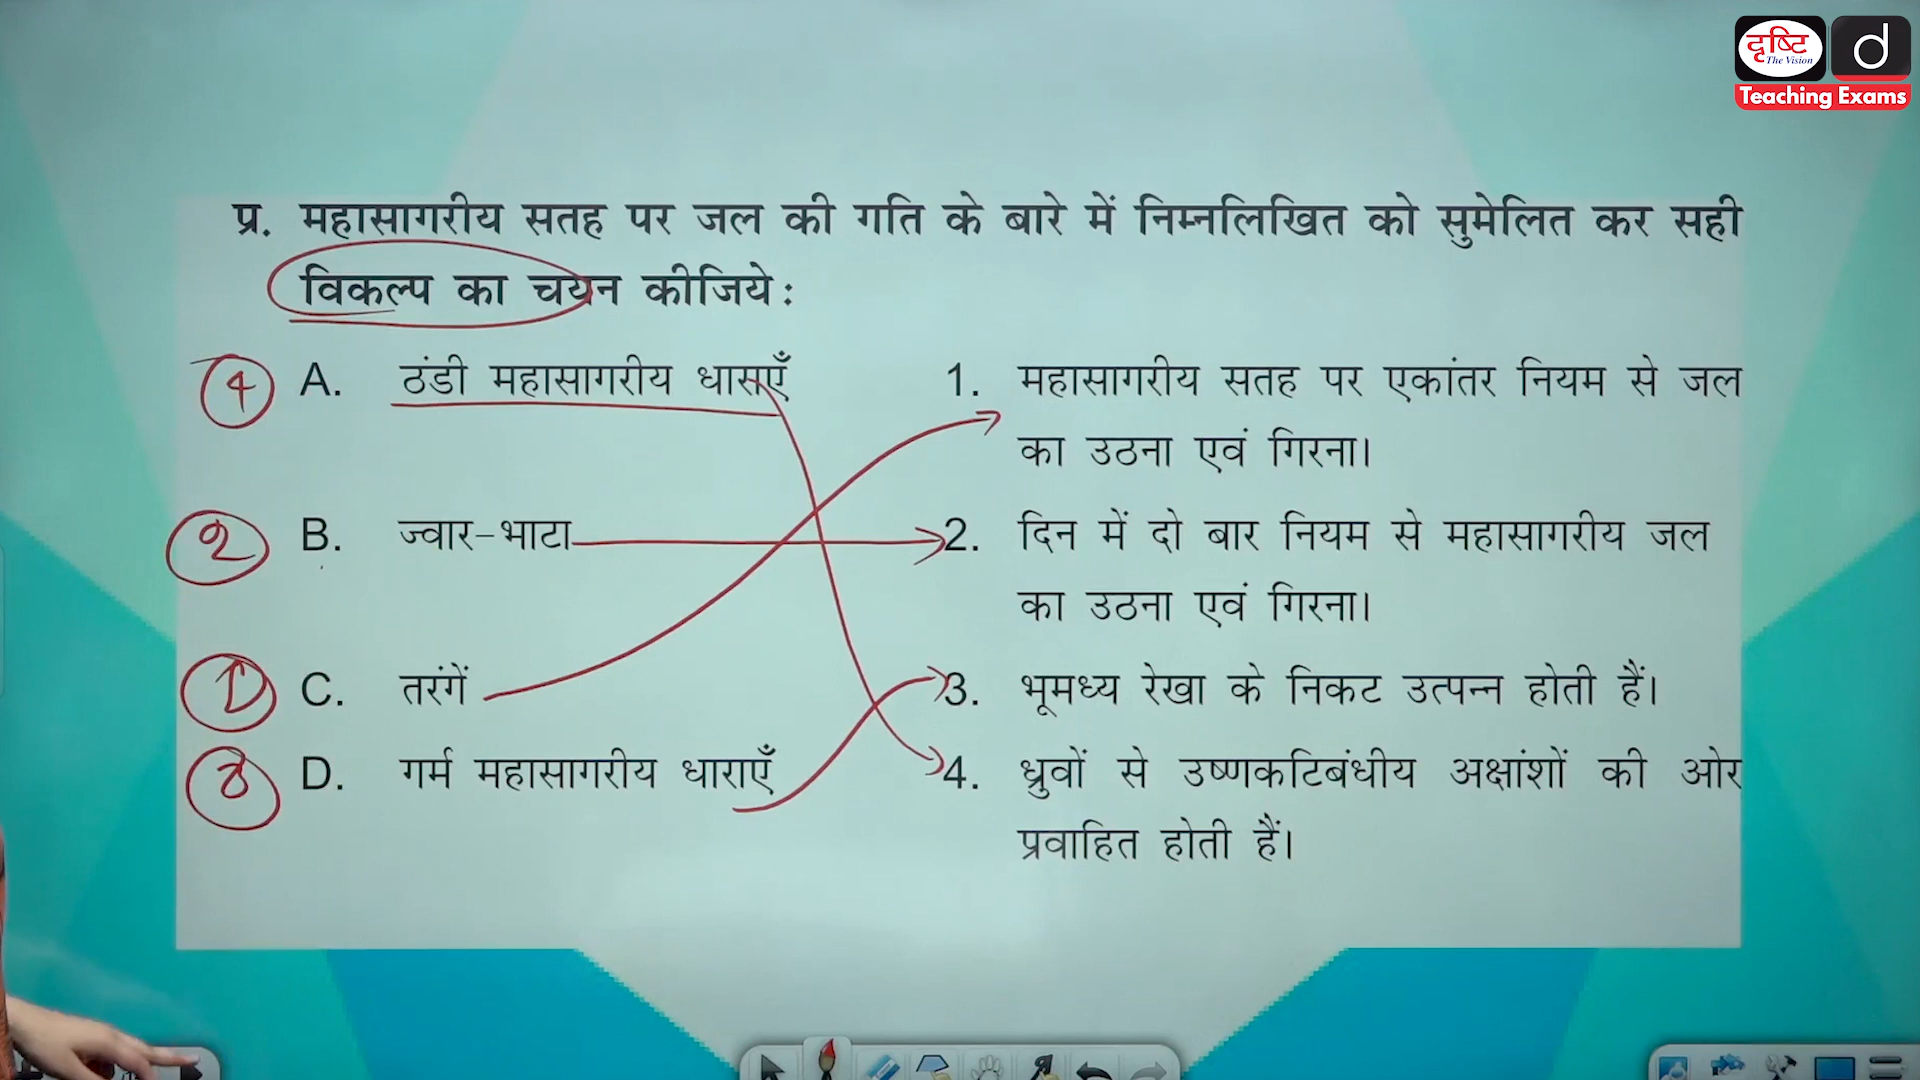 दृष्टि
The Vision
d
Teaching Exams
प्र. महासागरीय सतह पर जल की गति के बारे में निम्नलिखित को सुमेलित कर सही
विकल्प का चयन कीजिये:
4 A. ठंडी महासागरीय धाराएँ
1. महासागरीय सतह पर एकांतर नियम से जल
का उठना एवं गिरना।
2 B. ज्वार-भाटा
2. दिन में दो बार नियम से महासागरीय जल
का उठना एवं गिरना।
1 C. तरंगें
3. भूमध्य रेखा के निकट उत्पन्न होती हैं।
3 D. गर्म महासागरीय धाराएँ
4. ध्रुवों से उष्णकटिबंधीय अक्षांशों की ओर
प्रवाहित होती हैं।